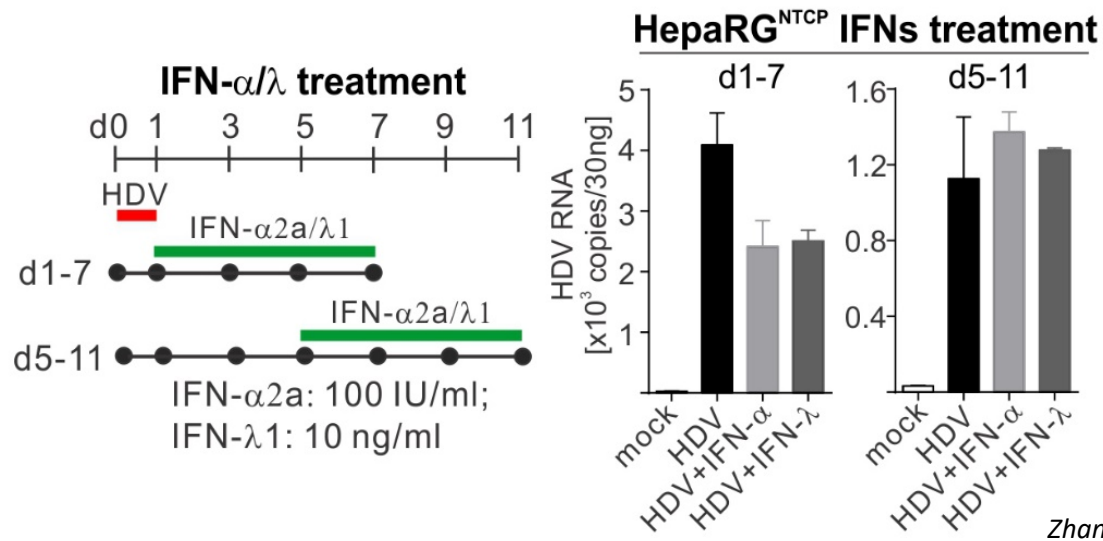 IFN-α/λ treatment
d0 1 3 5 7 9 11
HDV
IFN-α2a/λ1
d1-7
IFN-α2a/λ1
d5-11
IFN-α2a: 100 IU/ml;
IFN-λ1: 10 ng/ml
HepaRG^NTCP IFNs treatment
d1-7
HDV RNA
[x10³ copies/30ng]
5
4
3
2
1
mock
HDV
HDV+IFN-α
HDV+IFN-λ
d5-11
1.6
1.2
0.8
0.4
mock
HDV
HDV+IFN-α
HDV+IFN-λ
Zhan